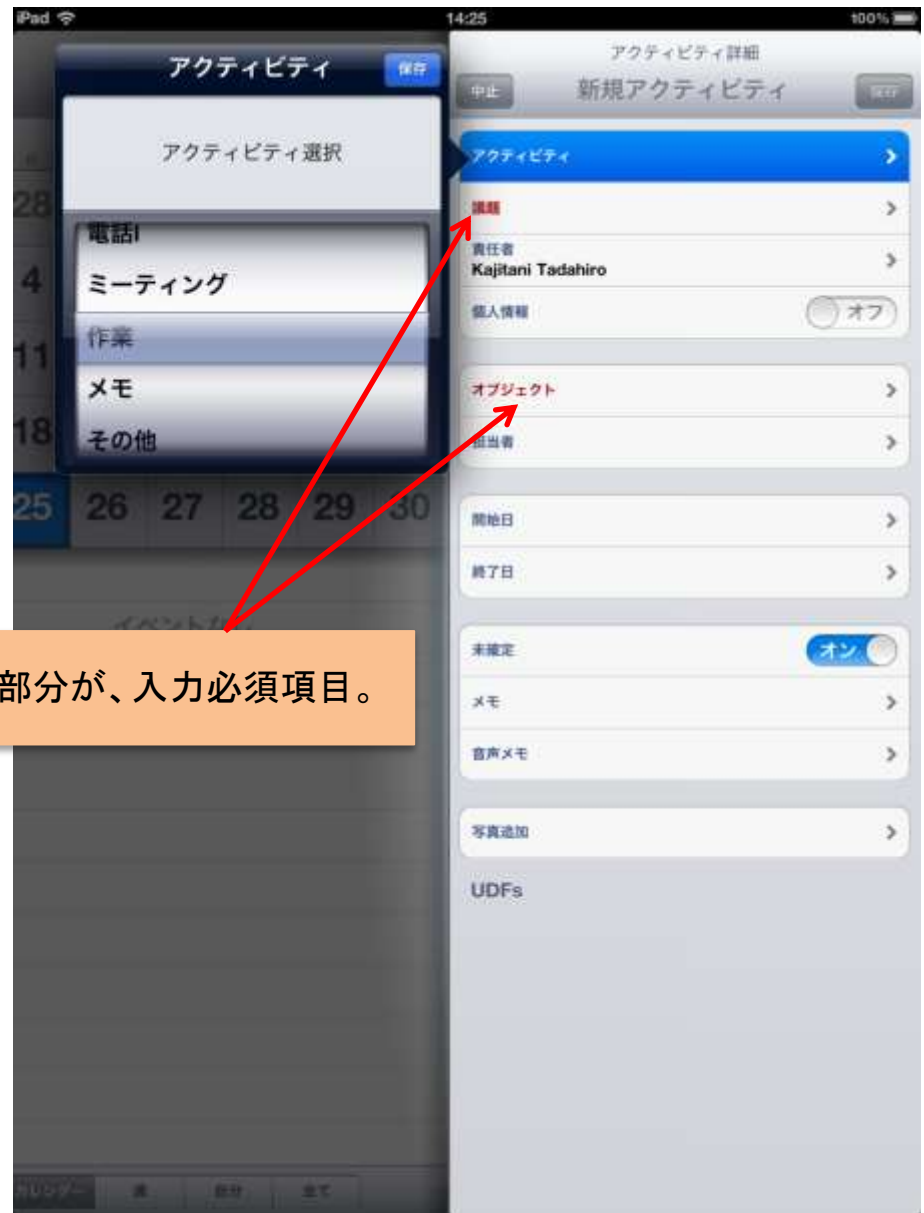 iPad
14:25
100%
アクティビティ
保存
アクティビティ選択
電話I
ミーティング
作業
メモ
その他
28
4
11
18
25 26 27 28 29 30
部分が、入力必須項目。
カレンダー 週 自分 全て
アクティビティ詳細
中止
新規アクティビティ
保存
アクティビティ
議題
責任者
Kajitani Tadahiro
個人情報
オフ
オブジェクト
担当者
開始日
終了日
未確定
オン
メモ
音声メモ
写真追加
UDFs